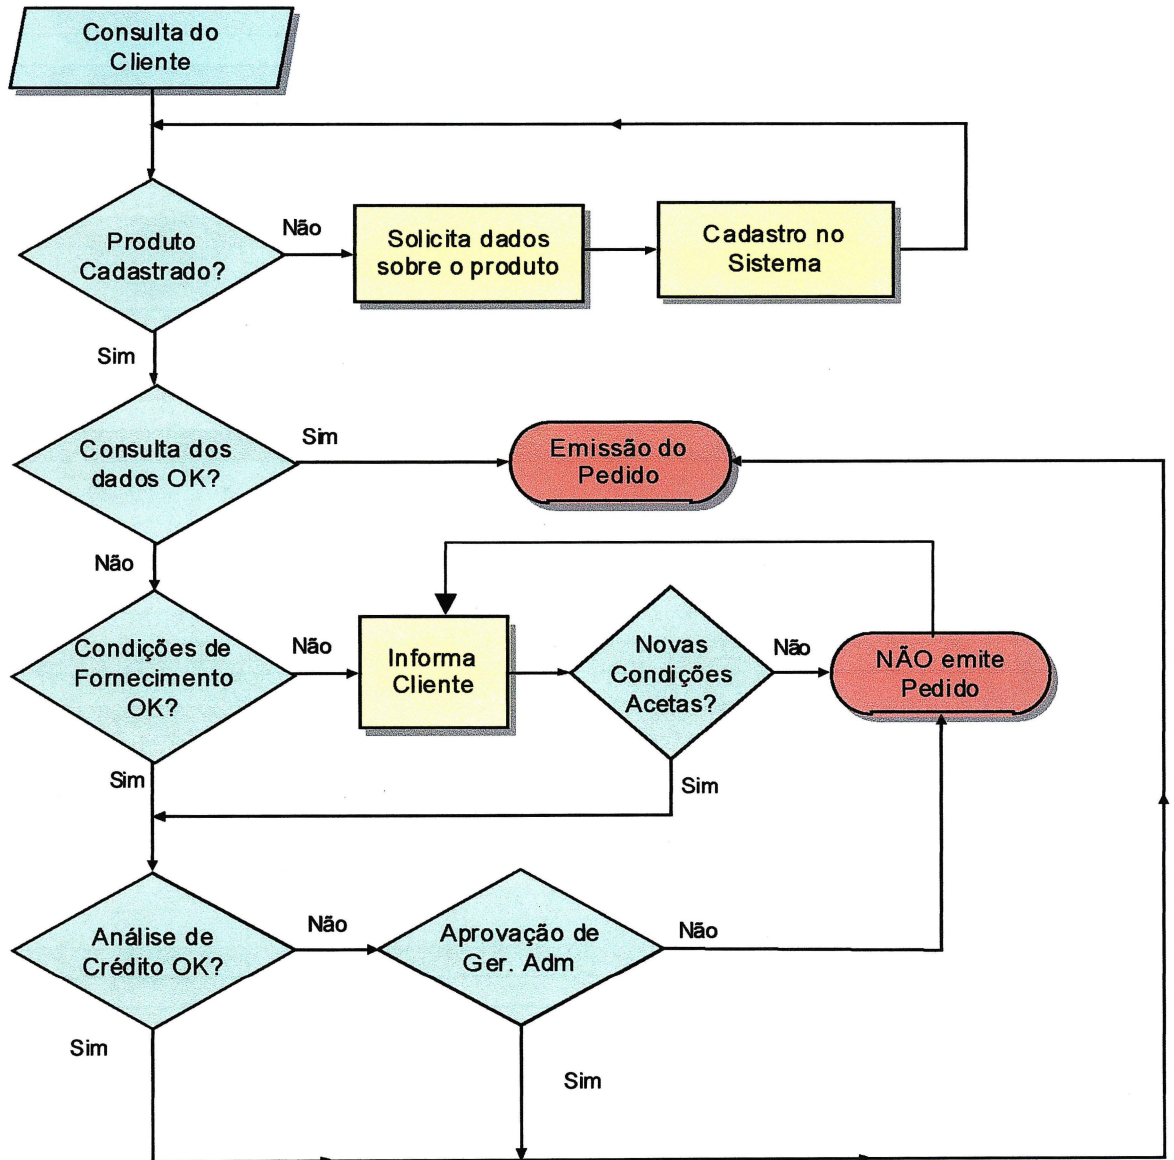 Consulta do
Cliente
Não
Produto
Cadastrado?
Solicita dados
sobre o produto
Cadastro no
Sistema
Sim
Consulta dos
dados OK?
Sim
Emissão do
Pedido
Não
Condições de
Fornecimento
OK?
Não
Informa
Cliente
Novas
Condições
Acetas?
Não
NÃO emite
Pedido
Sim
Sim
Análise de
Crédito OK?
Não
Aprovação de
Ger. Adm
Não
Sim
Sim